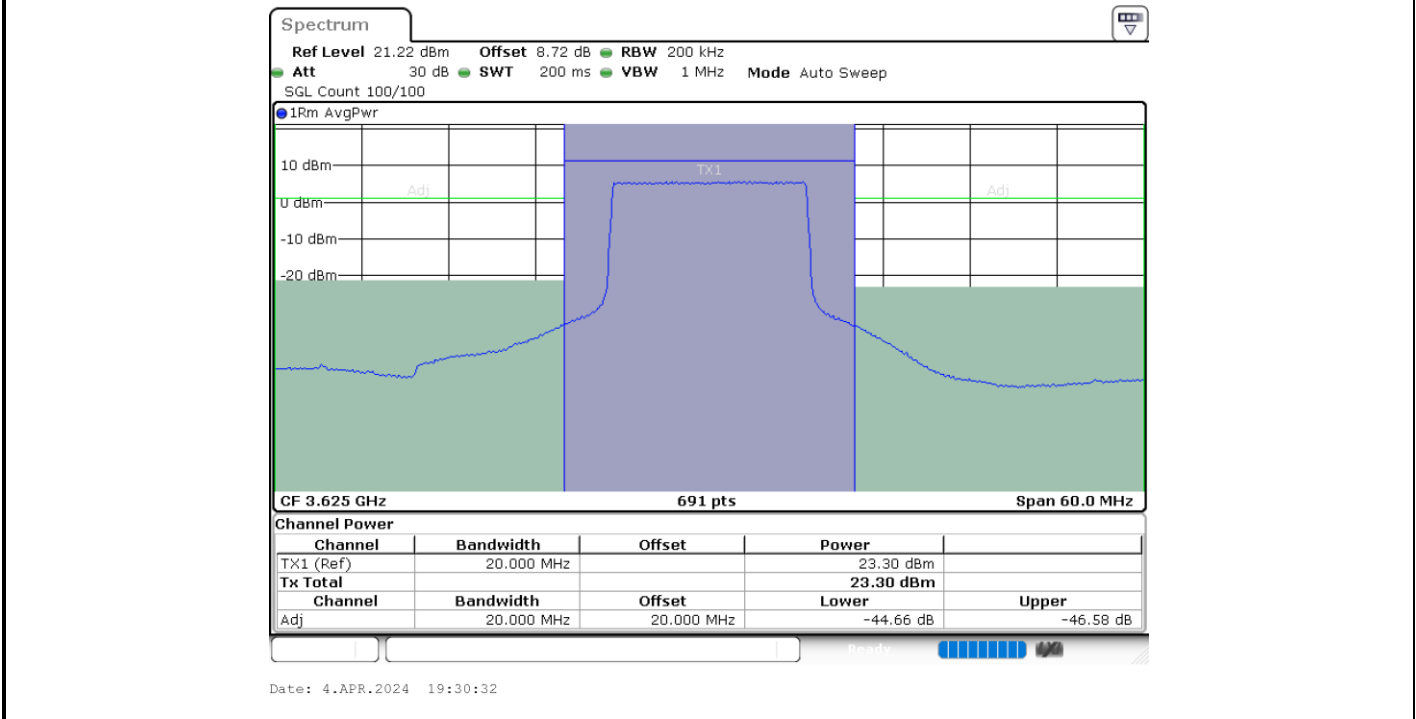 Spectrum
Ref Level 21.22 dBm Offset 8.72 dB RBW 200 kHz
Att 30 dB SWT 200 ms VBW 1 MHz Mode Auto Sweep
SGL Count 100/100
1Rm AvgPwr
10 dBm
TX1
Adj Adj
0 dBm
-10 dBm
-20 dBm
CF 3.625 GHz 691 pts Span 60.0 MHz
Channel Power
Channel Bandwidth Offset Power
TX1 (Ref) 20.000 MHz 23.30 dBm
Tx Total 23.30 dBm
Channel Bandwidth Offset Lower Upper
Adj 20.000 MHz 20.000 MHz -44.66 dB -46.58 dB
Ready
Date: 4.APR.2024 19:30:32